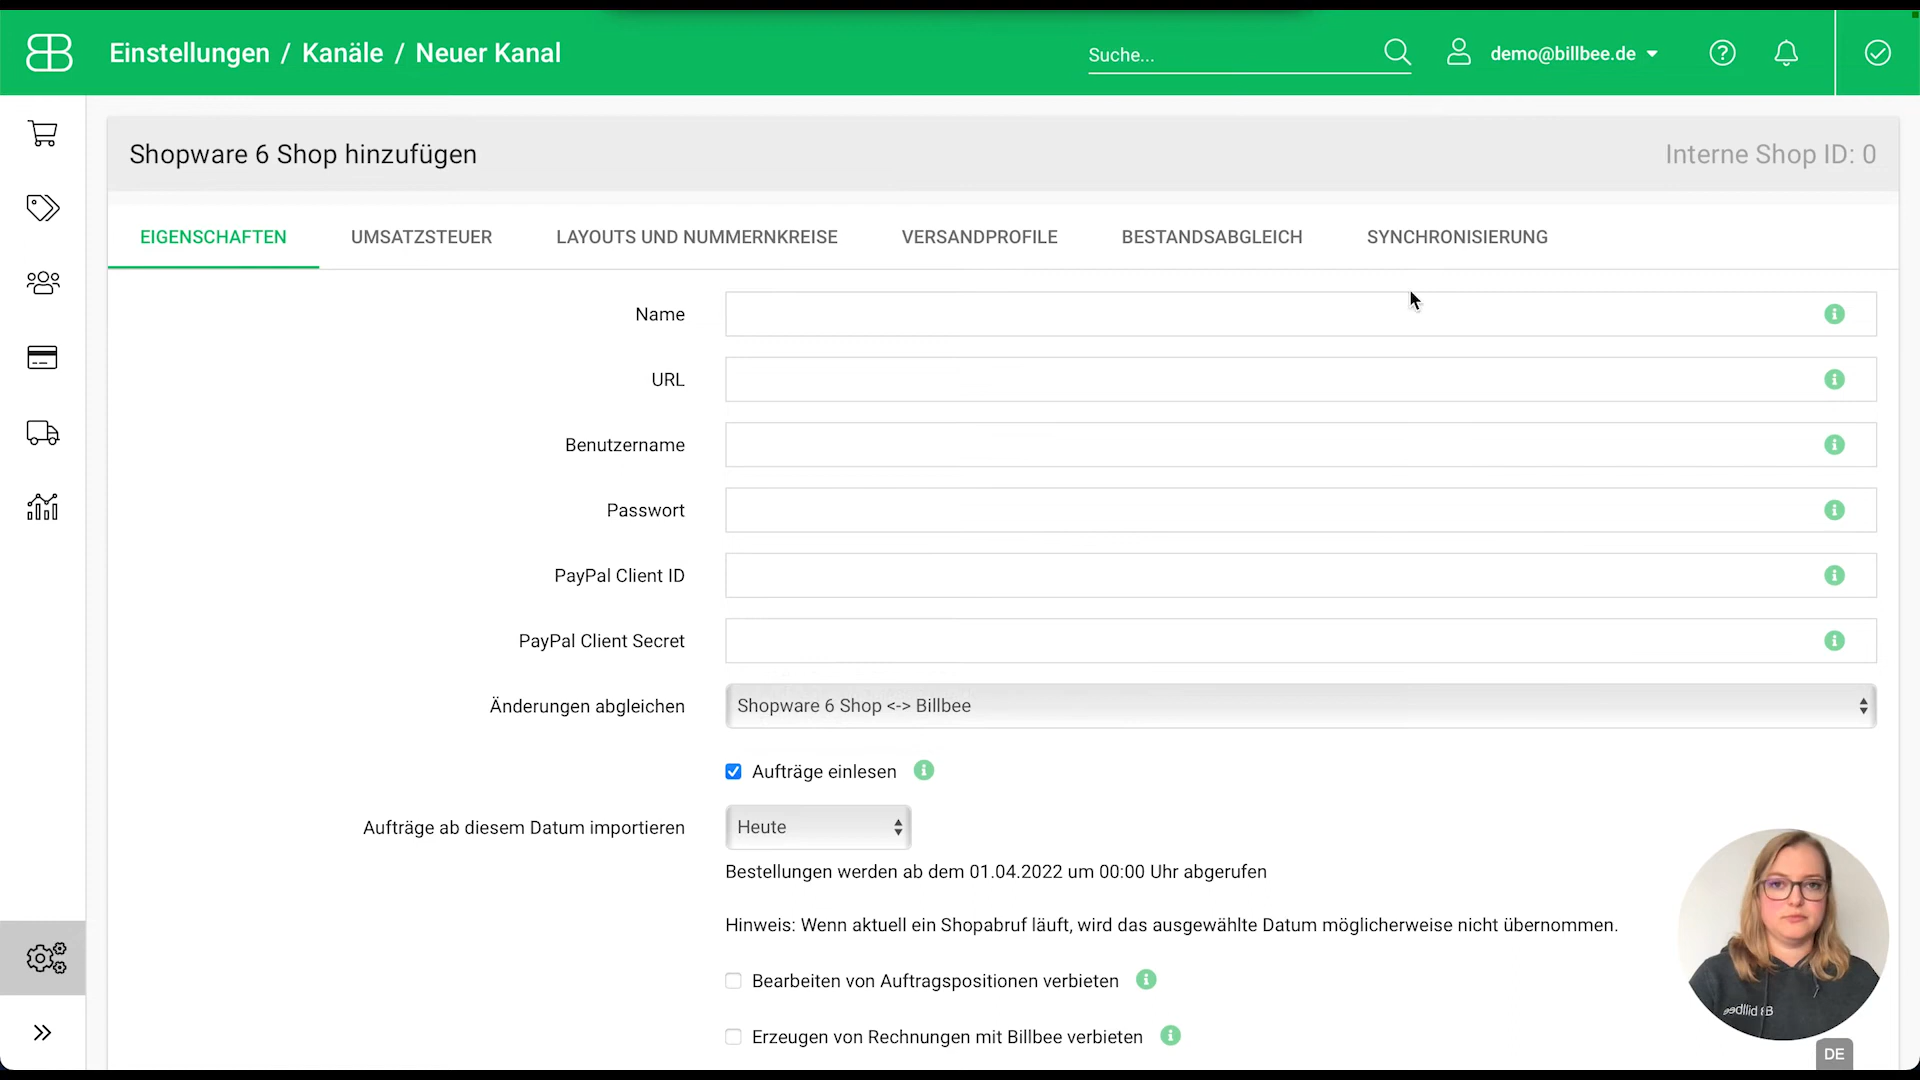 Einstellungen / Kanäle / Neuer Kanal
Suche...
demo@billbee.de
Shopware 6 Shop hinzufügen
Interne Shop ID: 0
EIGENSCHAFTEN
UMSATZSTEUER
LAYOUTS UND NUMMERNKREISE
VERSANDPROFILE
BESTANDSABGLEICH
SYNCHRONISIERUNG
Name
URL
Benutzername
Passwort
PayPal Client ID
PayPal Client Secret
Änderungen abgleichen
Shopware 6 Shop <-> Billbee
Aufträge einlesen
Aufträge ab diesem Datum importieren
Heute
Bestellungen werden ab dem 01.04.2022 um 00:00 Uhr abgerufen
Hinweis: Wenn aktuell ein Shopabruf läuft, wird das ausgewählte Datum möglicherweise nicht übernommen.
Bearbeiten von Auftragspositionen verbieten
Erzeugen von Rechnungen mit Billbee verbieten
DE